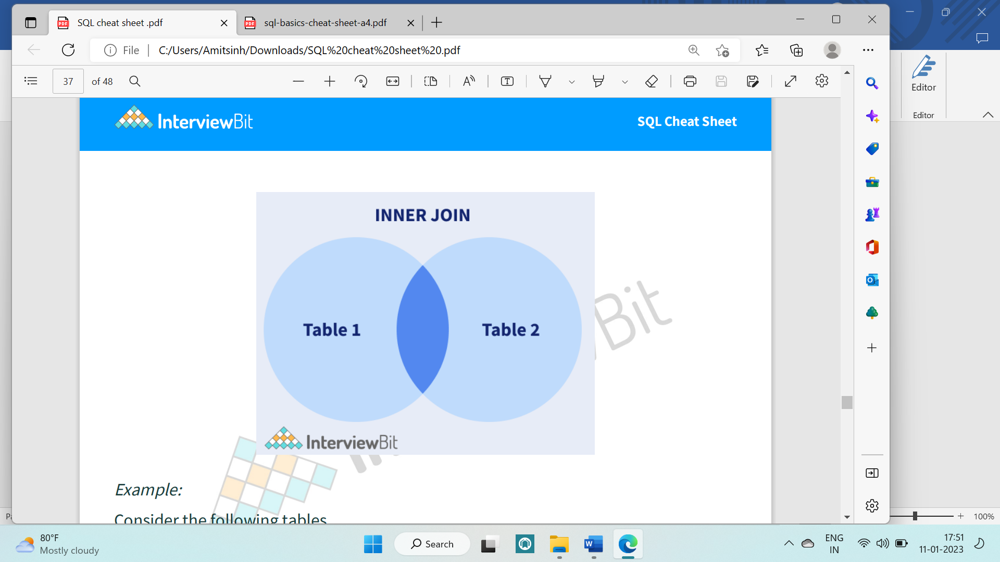 SQL cheat sheet .pdf
sql-basics-cheat-sheet-a4.pdf
File
C:/Users/Amitsinh/Downloads/SQL%20cheat%20sheet%20.pdf
37 of 48
Editor
Editor
InterviewBit
SQL Cheat Sheet
INNER JOIN
Table 1
Table 2
InterviewBit
Bit
Example:
Consider the following tables
100%
80°F
Mostly cloudy
Search
ENG
IN
17:51
11-01-2023